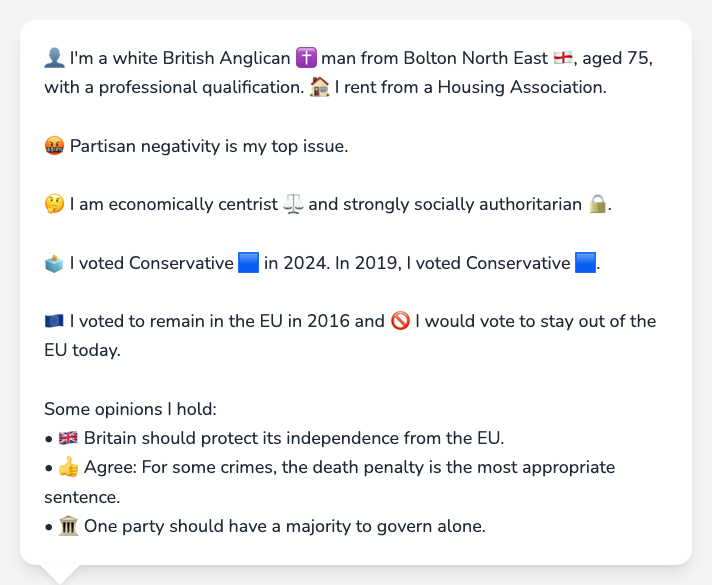 👤 I'm a white British Anglican ✝️ man from Bolton North East 🏴󠁧󠁢󠁥󠁮󠁧󠁿, aged 75,
with a professional qualification. 🏠 I rent from a Housing Association.
🤬 Partisan negativity is my top issue.
🤔 I am economically centrist ⚖️ and strongly socially authoritarian 🔒.
🗳️ I voted Conservative 🟦 in 2024. In 2019, I voted Conservative 🟦.
🇪🇺 I voted to remain in the EU in 2016 and 🚫 I would vote to stay out of the
EU today.
Some opinions I hold:
• 🇬🇧 Britain should protect its independence from the EU.
• 👍 Agree: For some crimes, the death penalty is the most appropriate
sentence.
• 🏛️ One party should have a majority to govern alone.